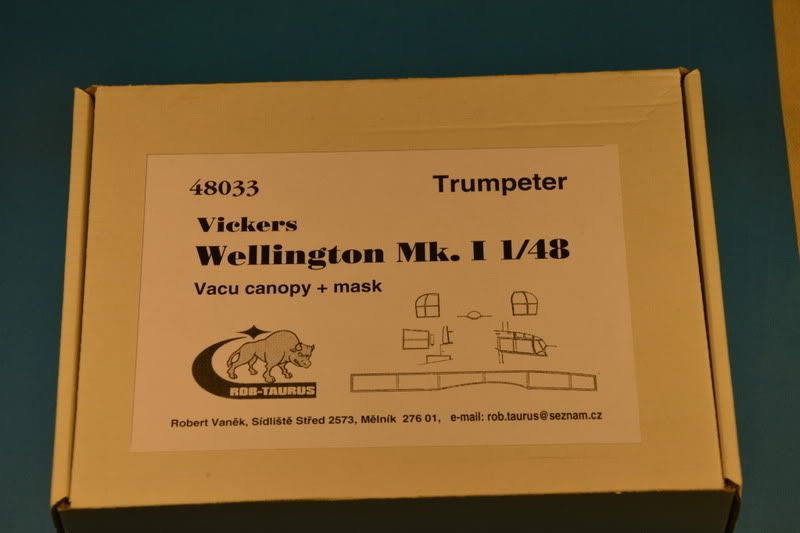 48033
Trumpeter
Vickers
Wellington Mk. I 1/48
Vacu canopy + mask
ROB-TAURUS
Robert Vaněk, Sídliště Střed 2573, Mělník 276 01, e-mail: rob.taurus@seznam.cz